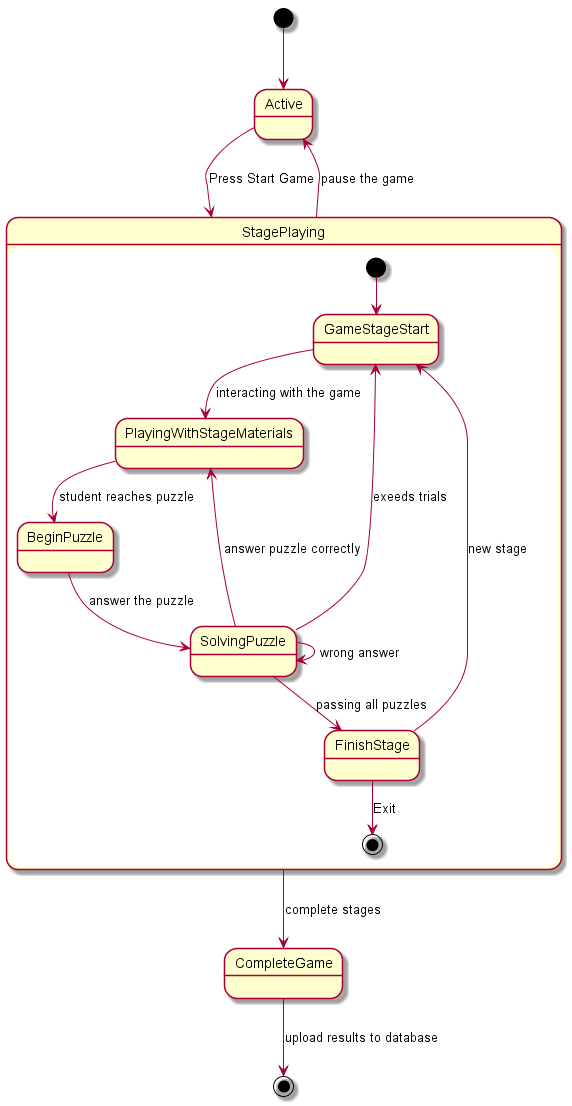 Active
Press Start Game
pause the game
StagePlaying
GameStageStart
interacting with the game
PlayingWithStageMaterials
student reaches puzzle
exeeds trials
BeginPuzzle
answer puzzle correctly
new stage
answer the puzzle
SolvingPuzzle
wrong answer
passing all puzzles
FinishStage
Exit
complete stages
CompleteGame
upload results to database